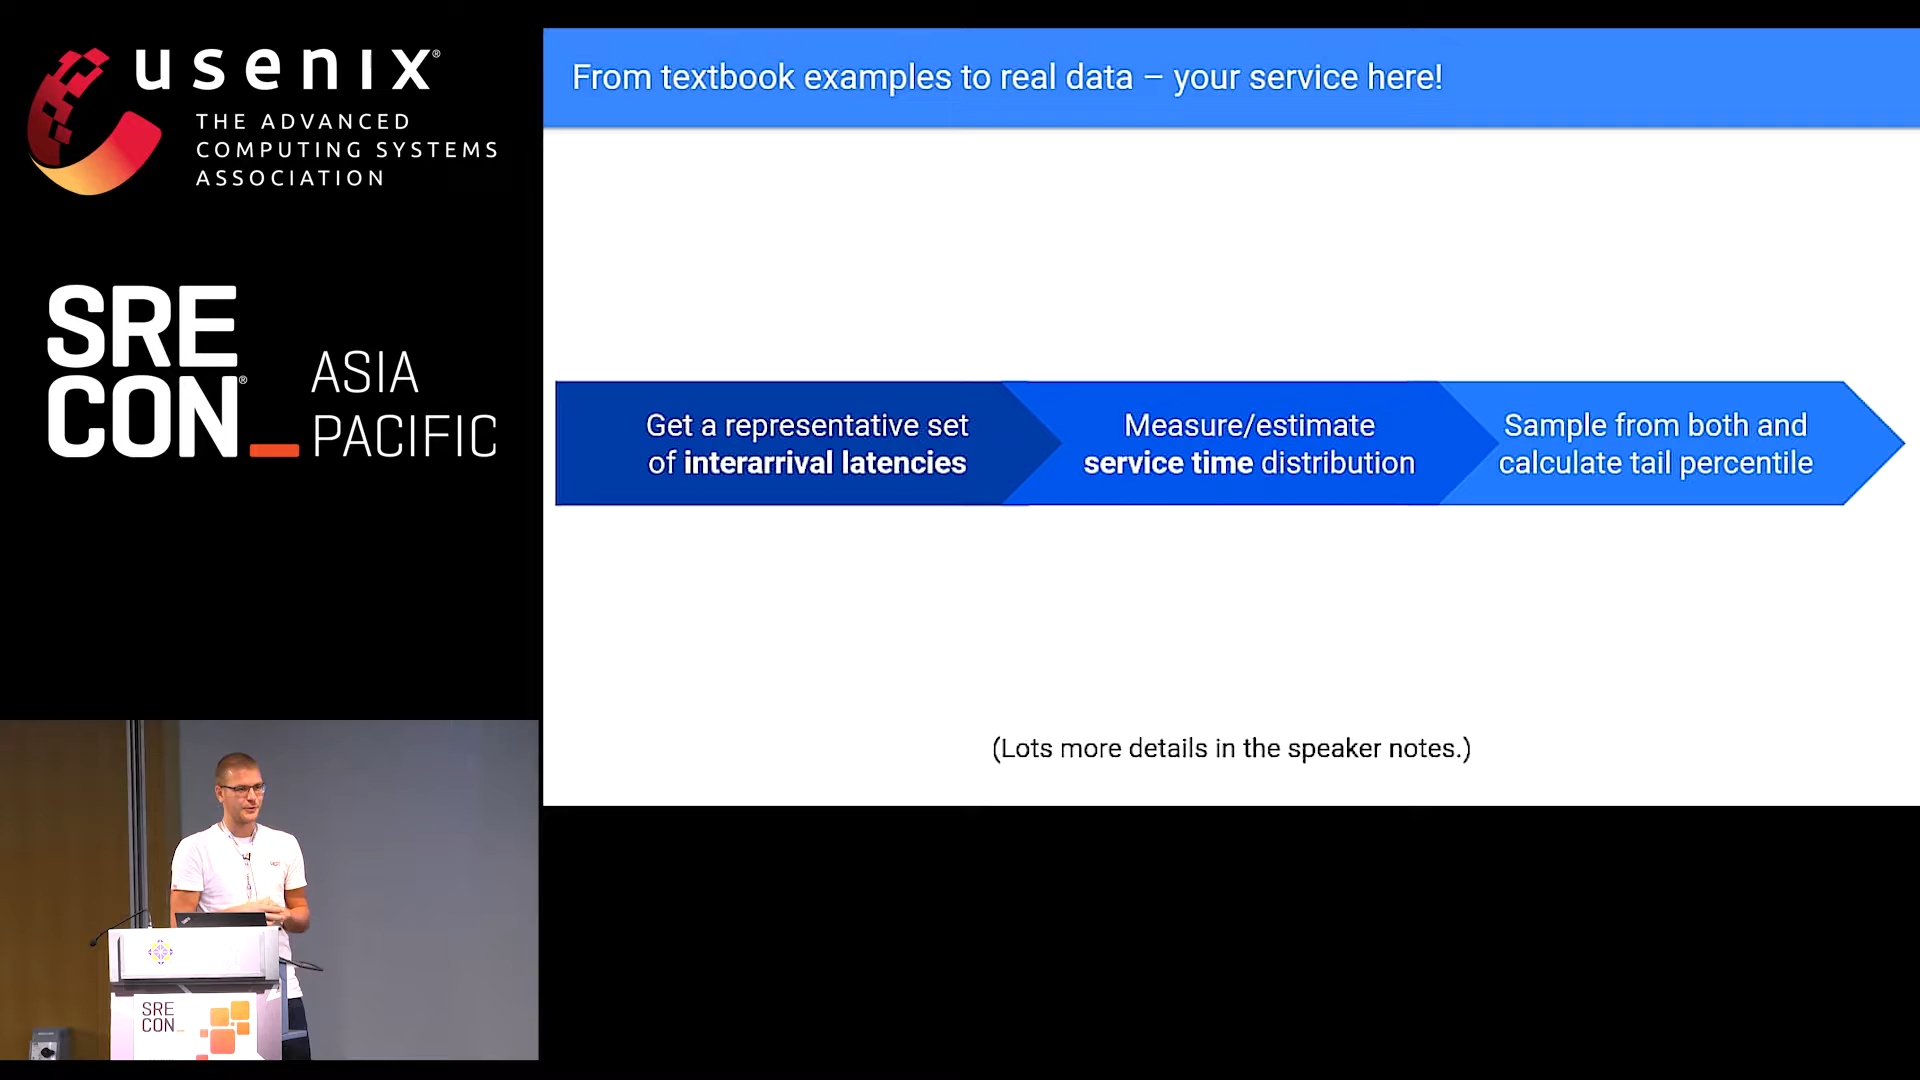 usenix®
THE ADVANCED
COMPUTING SYSTEMS
ASSOCIATION
SRE
CON®_
ASIA
PACIFIC
From textbook examples to real data – your service here!
Get a representative set
of interarrival latencies
Measure/estimate
service time distribution
Sample from both and
calculate tail percentile
(Lots more details in the speaker notes.)
SRE
CON_